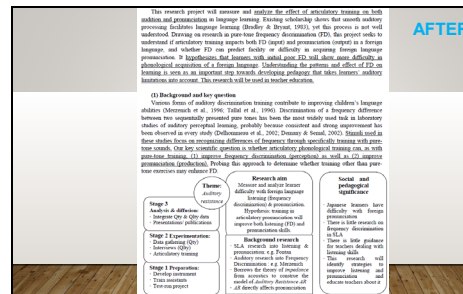 AFTER
This research project will measure and analyze the effect of articulatory training on both
audition and pronunciation in language learning. Existing scholarship shows that smooth auditory
processing facilitates language learning (Bradley & Bryant, 1983), yet this process is not well
understood. Drawing on research in pure-tone frequency discrimination (FD), this project seeks to
understand if articulatory training impacts both FD (input) and pronunciation (output) in a foreign
language, and whether FD can predict facility or difficulty in acquiring foreign language
pronunciation. It hypothesizes that learners with initial poor FD will show more difficulty in
phonological acquisition of a foreign language. Understanding the patterns and effect of FD on
learning is seen as an important step towards developing pedagogy that takes learners' auditory
limitations into account. This research will be used in teacher education.
(1) Background and key question
Various forms of auditory discrimination training contribute to improving children's language
abilities (Merzenich et al., 1996; Tallal et al., 1996). Discrimination of a frequency difference
between two sequentially presented pure tones has been the most widely used task in laboratory
studies of auditory perceptual learning, probably because consistent and strong improvement has
been observed in every study (Delhommeau et al., 2002; Demany & Semal, 2002). Stimuli used in
these studies focus on recognizing differences of frequency through specifically training with pure-
tone sounds. Our key scientific question is whether articulatory phonological training can, as with
pure-tone training, (1) improve frequency discrimination (perception) as well as (2) improve
pronunciation (production). Probing this approach to determine whether training other than pure-
tone exercises may enhance FD.
Theme:
Auditory
resistance
Research aim
Measure and analyze learner
difficulty with foreign language
listening (frequency
discrimination) & pronunciation.
Hypothesis: training in
articulatory pronunciation will
improve both listening (FD) and
pronunciation skills.
Social and
pedagogical
significance
- Japanese learners have
difficulty with foreign
pronunciation
- There is little research on
frequency discrimination
in SLA
- There is little guidance
for teachers dealing with
listening skills
- This research will
identify strategies to
improve listening and
pronunciation and
educate teachers about it
Stage 3
Analysis & diffusion:
- Integrate Qty & Qlty data
- Presentations/ publications
Stage 2 Experimentation:
- Data gathering (Qty)
- Interviews (Qlty)
- Articulatory training
Stage 1 Preparation:
- Develop instrument
- Train assistants
- Test-run project
Background research
- SLA research into listening &
pronunciation: e.g.
- Auditory research into Frequency
Discrimination: e.g. Merzenich
- Borrows the theory of impedance
from acoustics to construe the
model of Auditory Resistance AR
- AR directly affects pronunciation